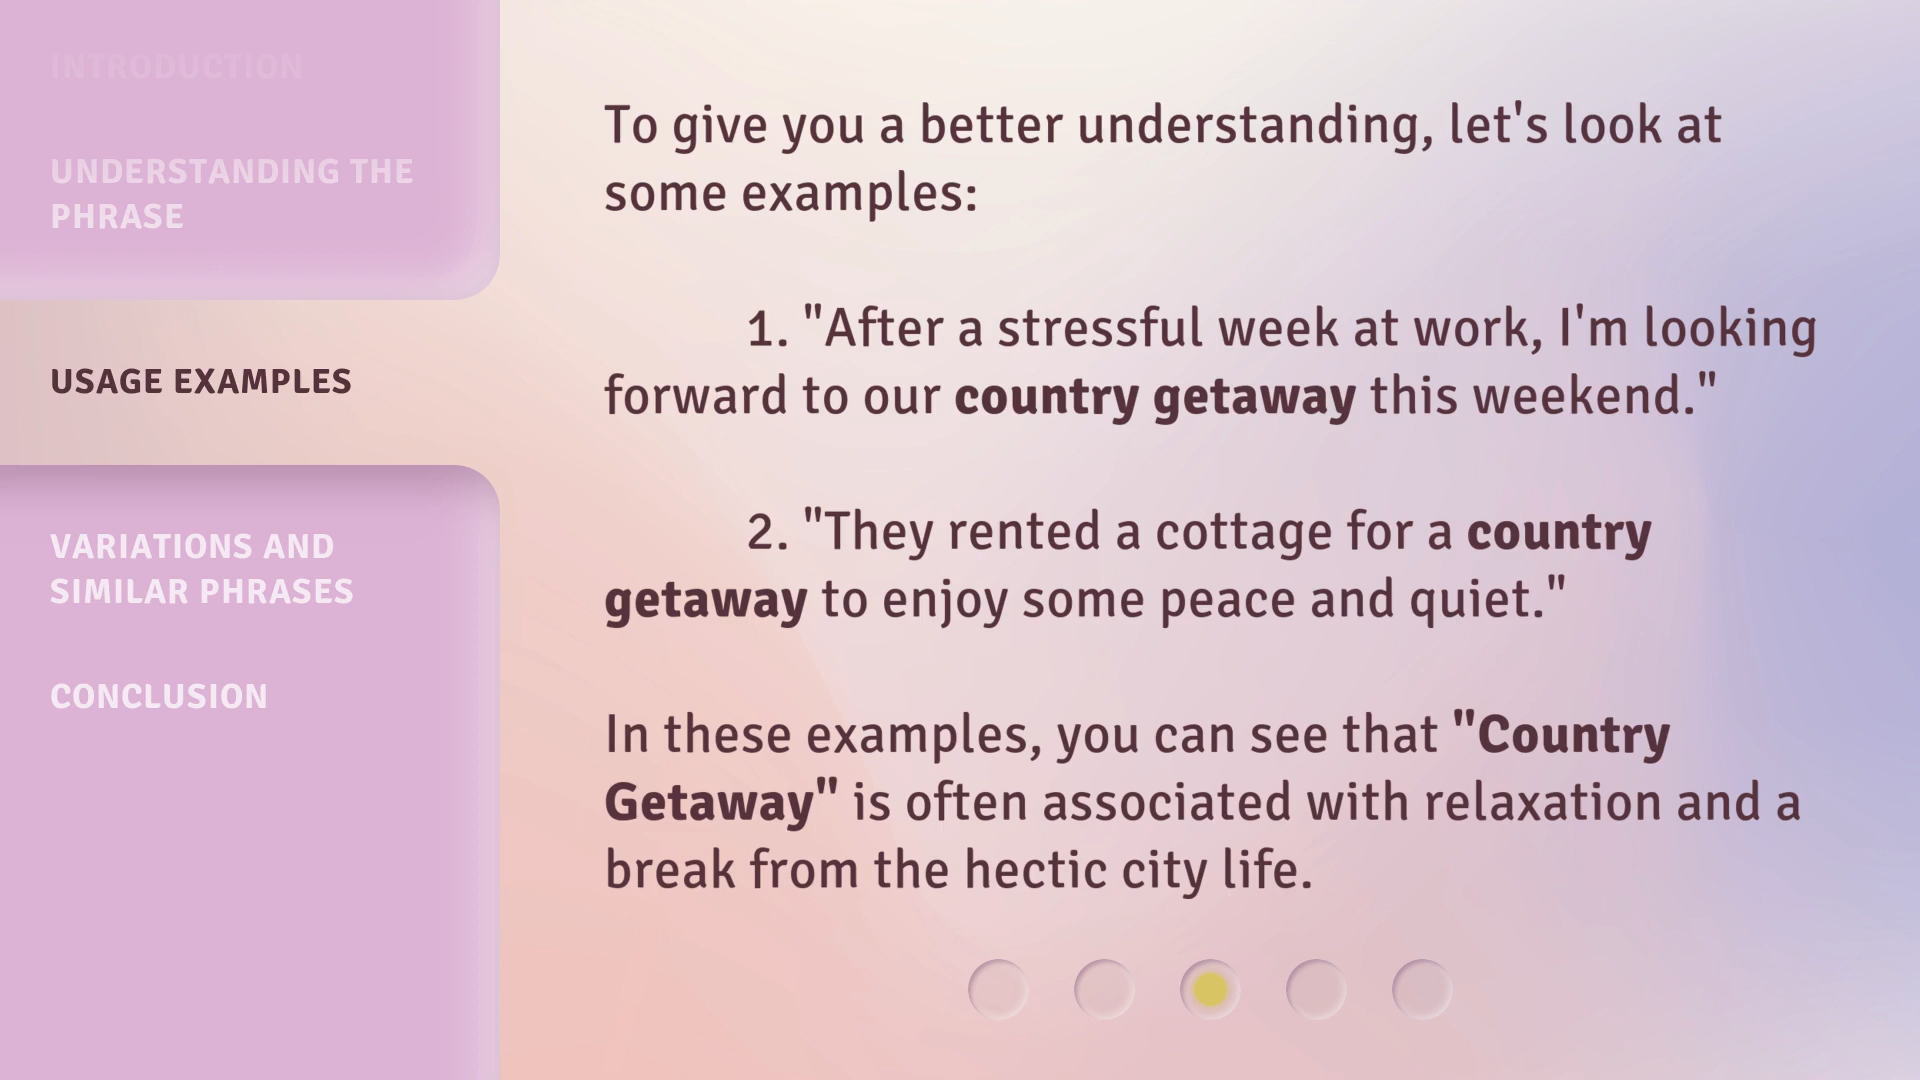 INTRODUCTION
UNDERSTANDING THE
PHRASE
USAGE EXAMPLES
VARIATIONS AND
SIMILAR PHRASES
CONCLUSION
To give you a better understanding, let's look at
some examples:
1. "After a stressful week at work, I'm looking
forward to our country getaway this weekend."
2. "They rented a cottage for a country
getaway to enjoy some peace and quiet."
In these examples, you can see that "Country
Getaway" is often associated with relaxation and a
break from the hectic city life.